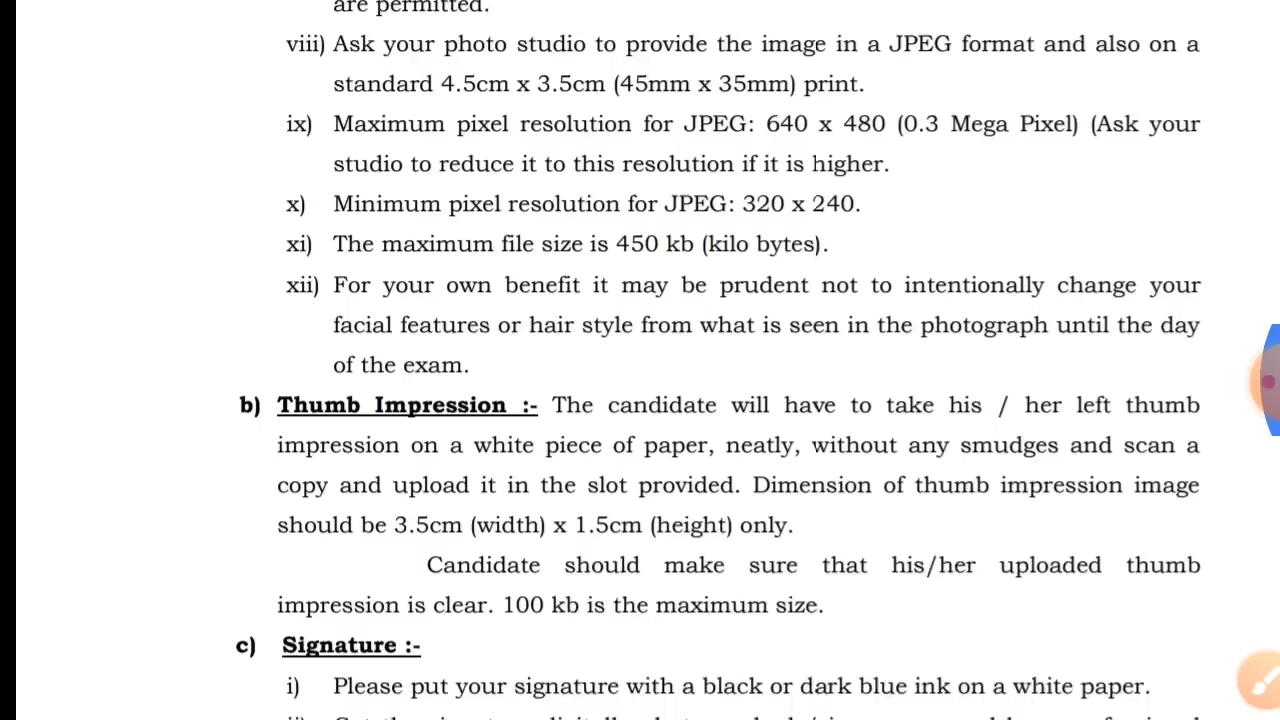 are permitted.
viii) Ask your photo studio to provide the image in a JPEG format and also on a
standard 4.5cm x 3.5cm (45mm x 35mm) print.
ix) Maximum pixel resolution for JPEG: 640 x 480 (0.3 Mega Pixel) (Ask your
studio to reduce it to this resolution if it is higher.
x) Minimum pixel resolution for JPEG: 320 x 240.
xi) The maximum file size is 450 kb (kilo bytes).
xii) For your own benefit it may be prudent not to intentionally change your
facial features or hair style from what is seen in the photograph until the day
of the exam.
b) Thumb Impression :- The candidate will have to take his / her left thumb
impression on a white piece of paper, neatly, without any smudges and scan a
copy and upload it in the slot provided. Dimension of thumb impression image
should be 3.5cm (width) x 1.5cm (height) only.
Candidate should make sure that his/her uploaded thumb
impression is clear. 100 kb is the maximum size.
c) Signature :-
i) Please put your signature with a black or dark blue ink on a white paper.